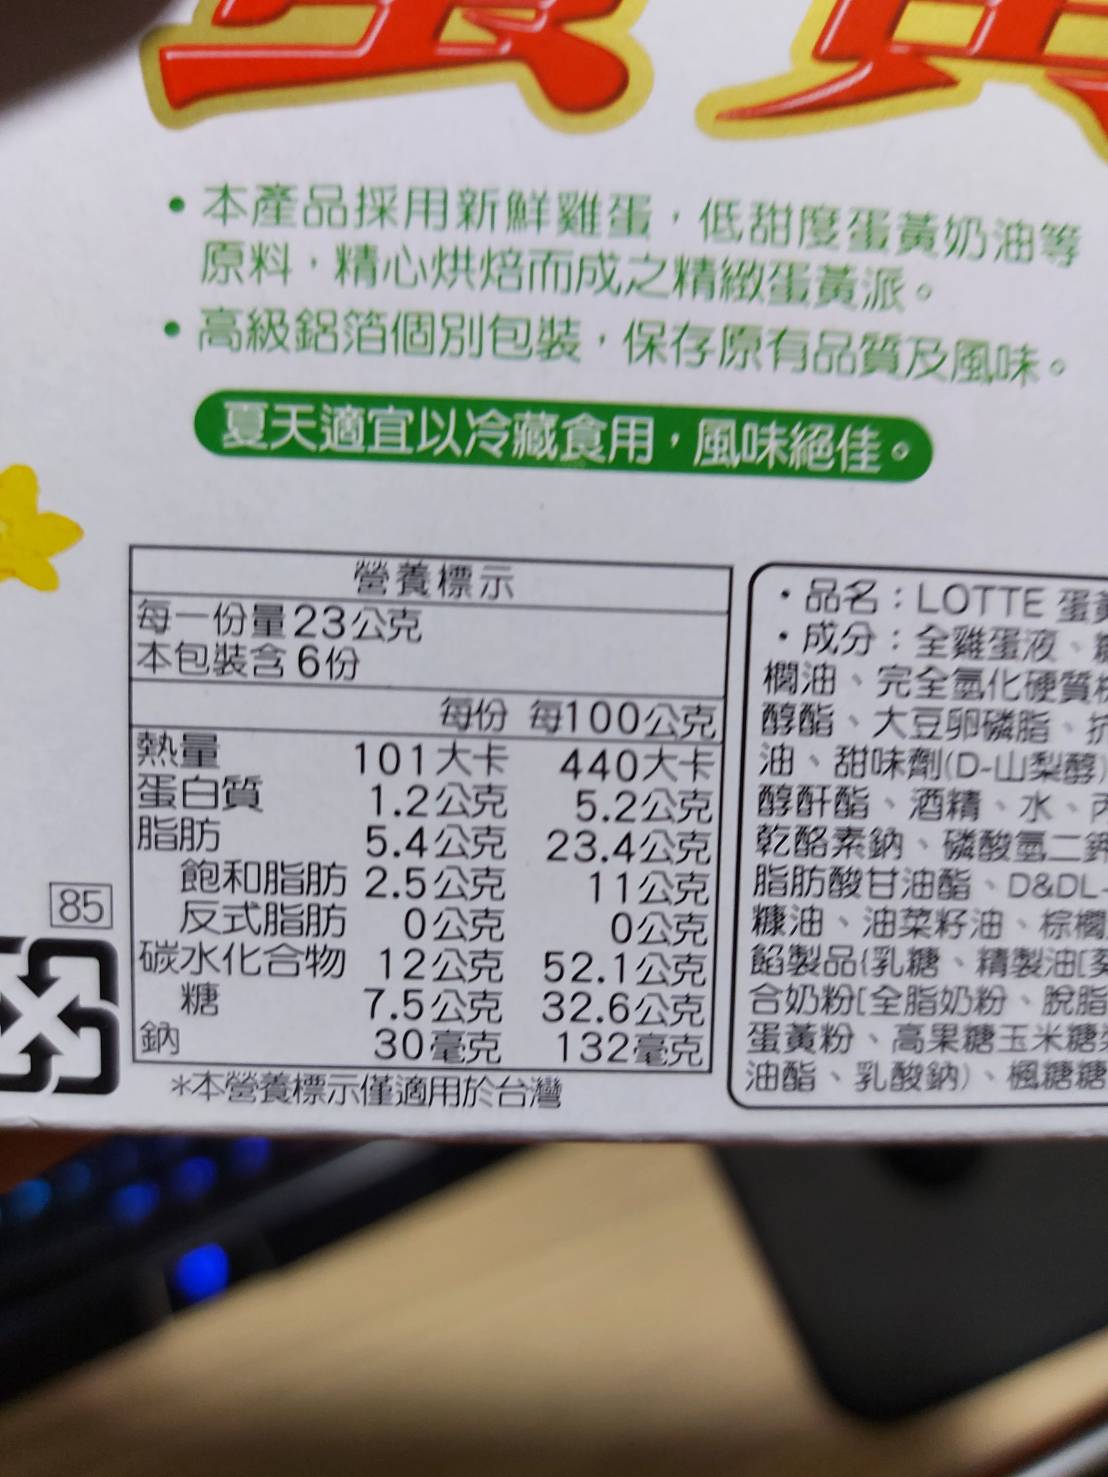 蛋黃
・本產品採用新鮮雞蛋，低甜度蛋黃奶油等
原料，精心烘焙而成之精緻蛋黃派。
・高級鋁箔個別包裝，保存原有品質及風味。
夏天適宜以冷藏食用，風味絕佳。
營養標示
每一份量23公克
本包裝含6份
每份 每100公克
熱量 101大卡 440大卡
蛋白質 1.2公克 5.2公克
脂肪 5.4公克 23.4公克
飽和脂肪 2.5公克 11公克
反式脂肪 0公克 0公克
碳水化合物 12公克 52.1公克
糖 7.5公克 32.6公克
鈉 30毫克 132毫克
*本營養標示僅適用於台灣
85
・品名：LOTTE 蛋黃
・成分：全雞蛋液、
櫚油、完全氫化硬質
醇酯、大豆卵磷脂、
油、甜味劑(D-山梨醇)
醇酐酯、酒精、水、丙
乾酪素鈉、磷酸氫二鉀
脂肪酸甘油酯、D&DL-
糠油、油菜籽油、棕櫚
餡製品{乳糖、精製油[
合奶粉[全脂奶粉、脫脂
蛋黃粉、高果糖玉米糖
油酯、乳酸鈉)、楓糖糖